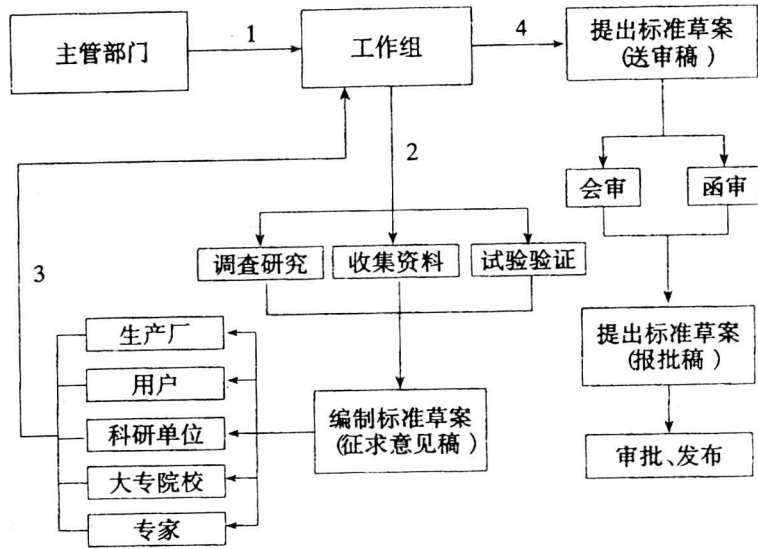 主管部门
1
工作组
4
提出标准草案
(送审稿)
2
会审
函审
3
调查研究
收集资料
试验验证
生产厂
用户
科研单位
大专院校
专家
编制标准草案
(征求意见稿)
提出标准草案
(报批稿)
审批、发布